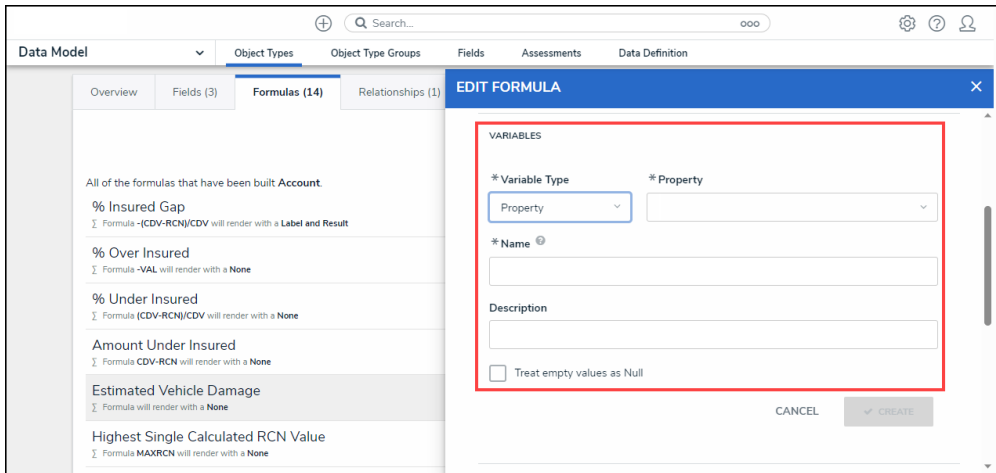 Search...
Data Model
Object Types
Object Type Groups
Fields
Assessments
Data Definition
Overview
Fields (3)
Formulas (14)
Relationships (1)
EDIT FORMULA
All of the formulas that have been built Account.
% Insured Gap
∑ Formula -(CDV-RCN)/CDV will render with a Label and Result
% Over Insured
∑ Formula -VAL will render with a None
% Under Insured
∑ Formula (CDV-RCN)/CDV will render with a None
Amount Under Insured
∑ Formula CDV-RCN will render with a None
Estimated Vehicle Damage
∑ Formula will render with a None
Highest Single Calculated RCN Value
∑ Formula MAXRCN will render with a None
VARIABLES
* Variable Type
* Property
Property
* Name
Description
Treat empty values as Null
CANCEL
✓ CREATE